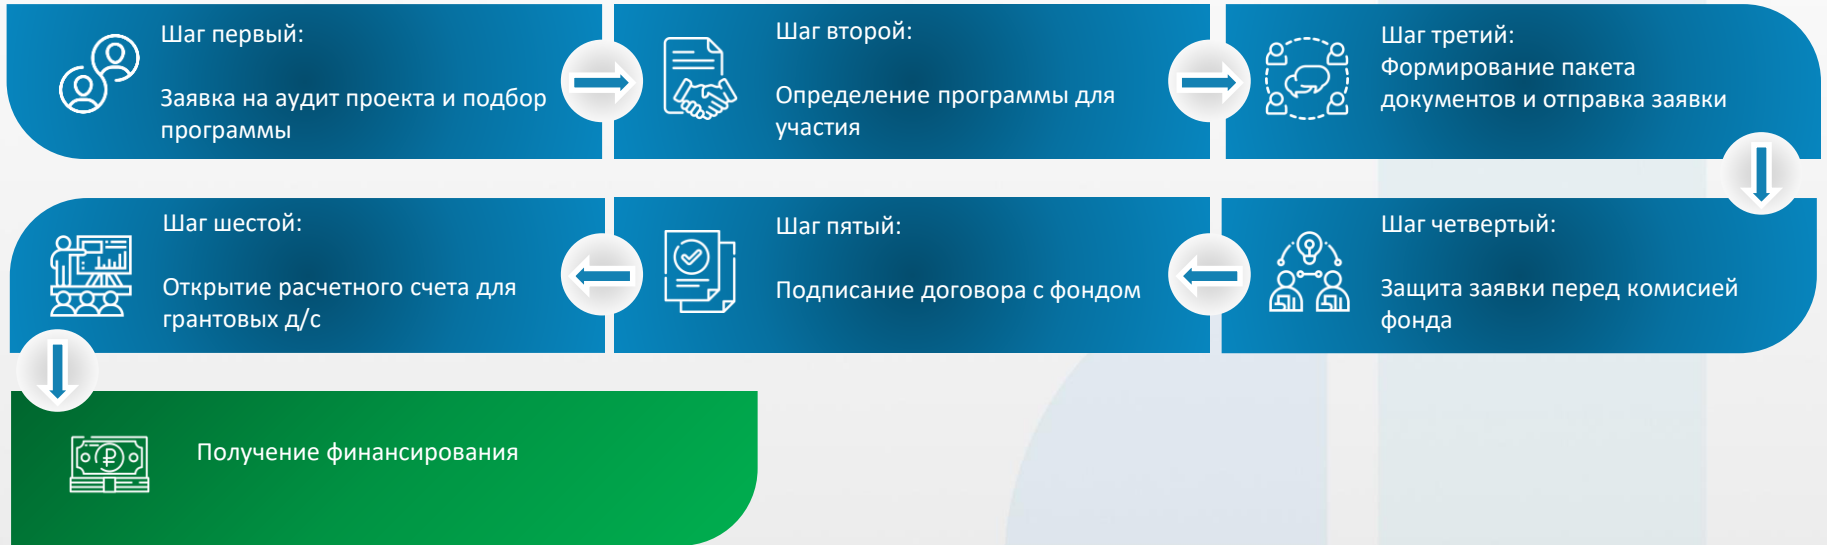 Шаг первый:
Заявка на аудит проекта и подбор
программы
Шаг второй:
Определение программы для
участия
Шаг третий:
Формирование пакета
документов и отправка заявки
Шаг четвертый:
Защита заявки перед комисией
фонда
Шаг пятый:
Подписание договора с фондом
Шаг шестой:
Открытие расчетного счета для
грантовых д/с
Получение финансирования